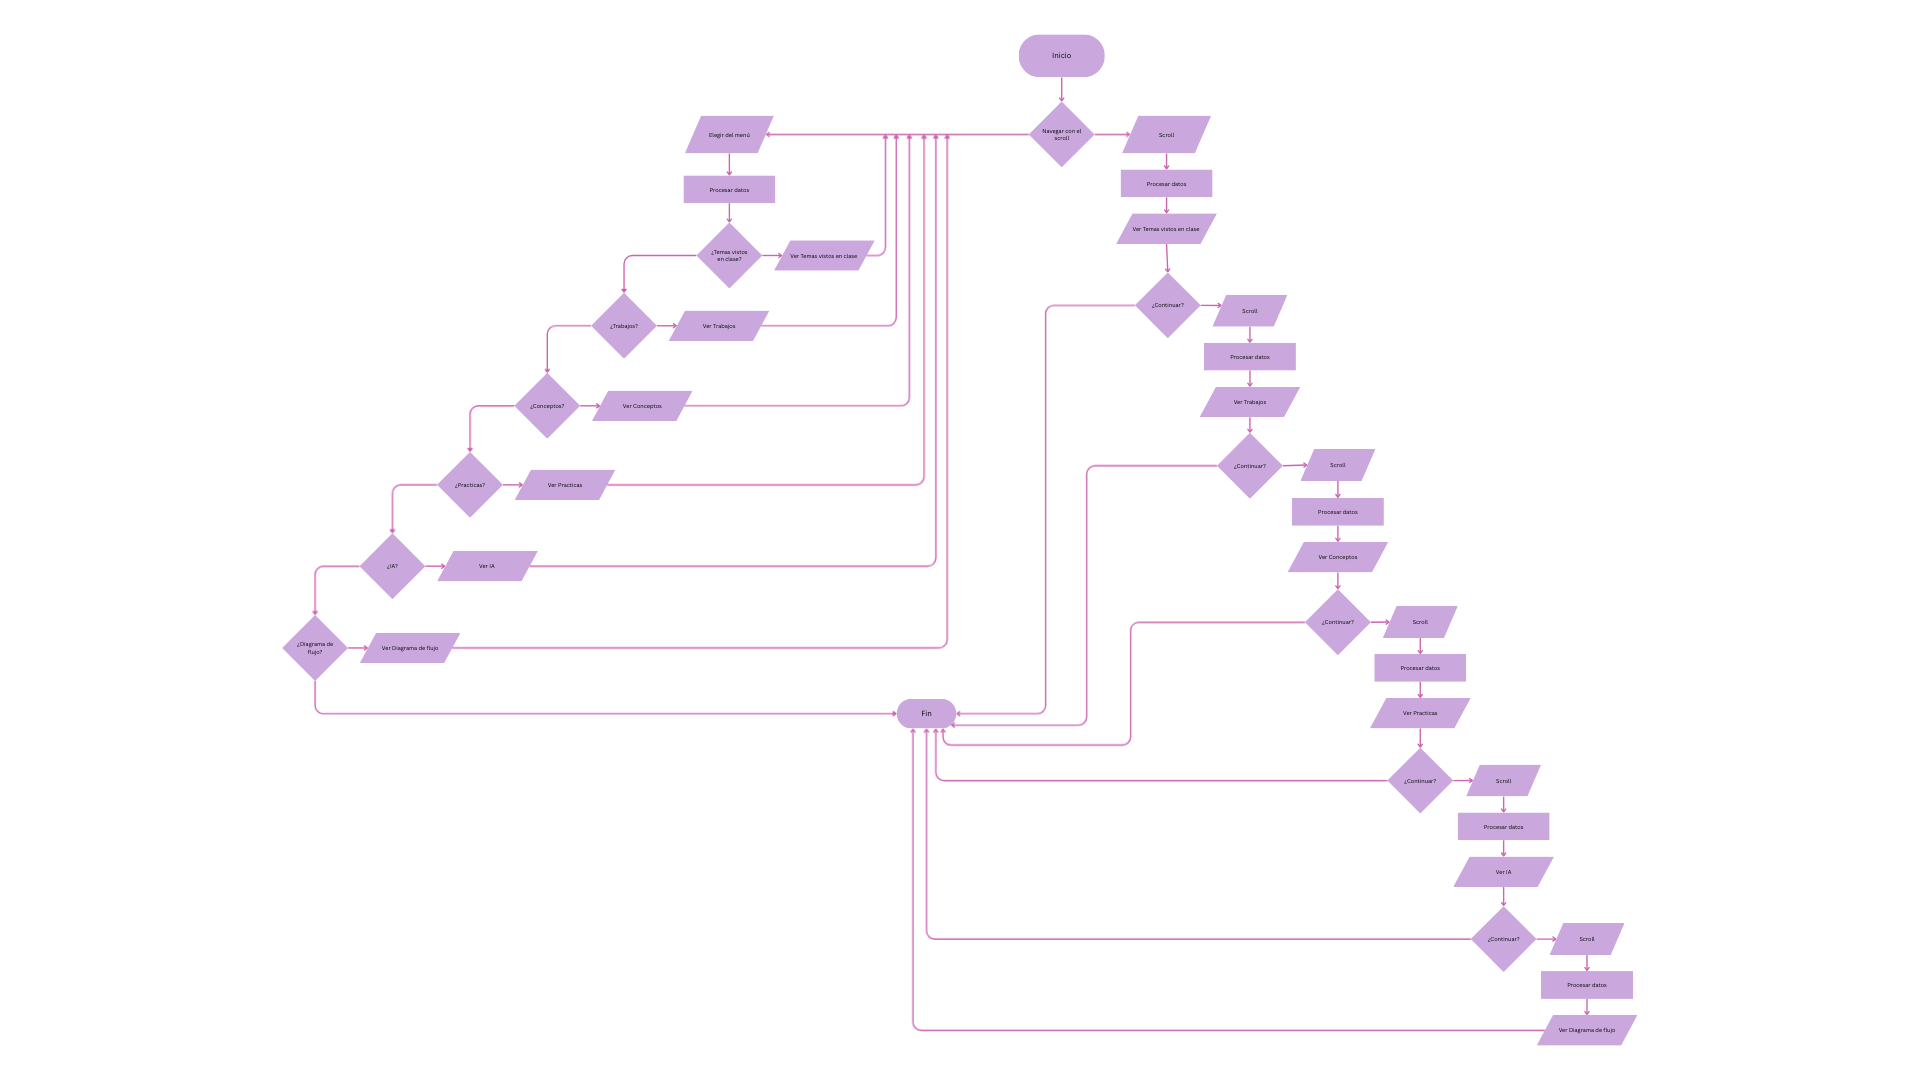 Inicio
Navegar con el
scroll
Elegir del menú
Scroll
Procesar datos
Procesar datos
Ver Temas vistos en clase
¿Temas vistos
en clase?
Ver Temas vistos en clase
¿Continuar?
Scroll
¿Trabajos?
Ver Trabajos
Procesar datos
Ver Trabajos
¿Conceptos?
Ver Conceptos
¿Continuar?
Scroll
¿Practicas?
Ver Practicas
Procesar datos
Ver Conceptos
¿IA?
Ver IA
¿Continuar?
Scroll
¿Diagrama de
flujo?
Ver Diagrama de flujo
Procesar datos
Fin
Ver Practicas
¿Continuar?
Scroll
Procesar datos
Ver IA
¿Continuar?
Scroll
Procesar datos
Ver Diagrama de flujo